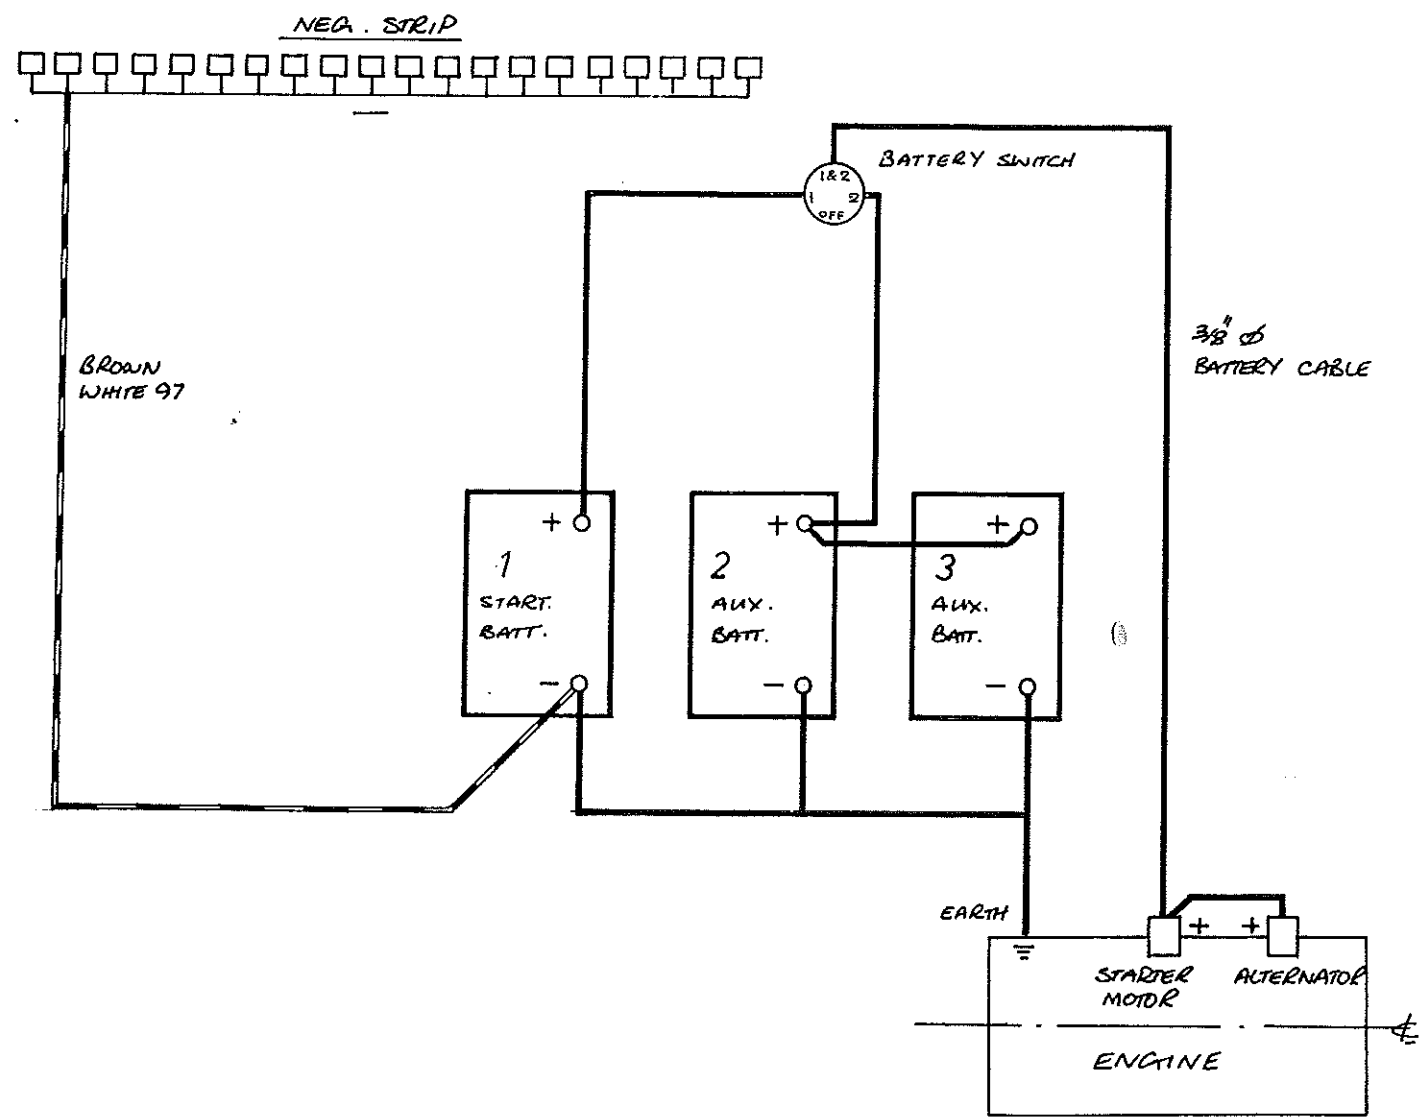 NEG. STRIP
BATTERY SWITCH
1&2
1 2
OFF
3/8" Ø
BATTERY CABLE
BROWN
WHITE 97
+
+
+
1
START.
BATT.
2
AUX.
BATT.
3
AUX.
BATT.
-
-
-
EARTH
+ +
STARTER
MOTOR
ALTERNATOR
ENGINE